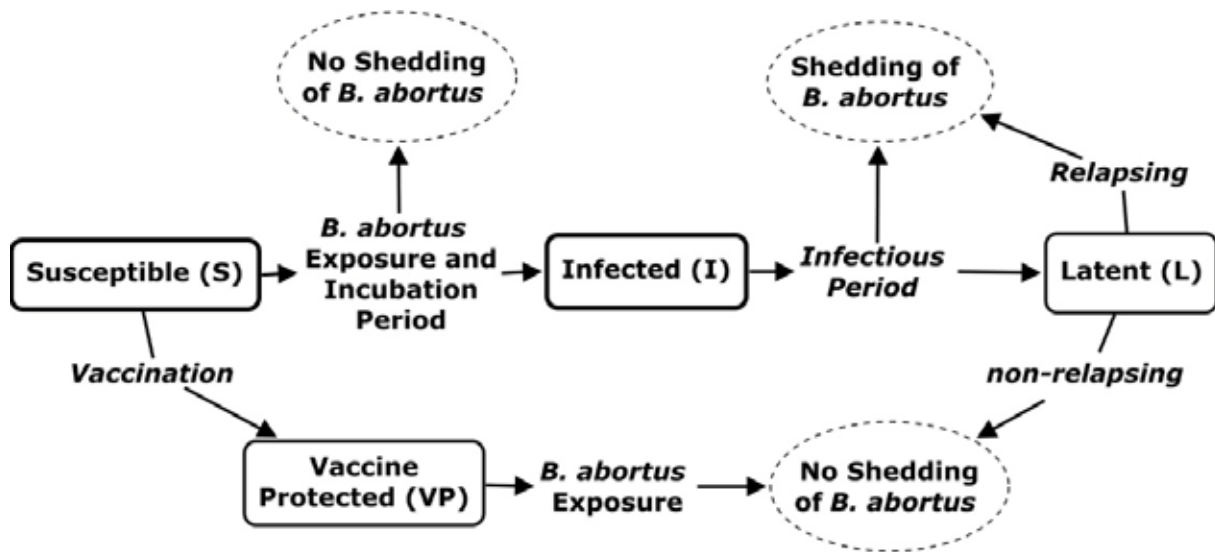 No Shedding
of B. abortus
Shedding of
B. abortus
Relapsing
B. abortus
Exposure and
Incubation
Period
Susceptible (S)
Infected (I)
Infectious
Period
Latent (L)
Vaccination
non-relapsing
Vaccine
Protected (VP)
B. abortus
Exposure
No Shedding
of B. abortus